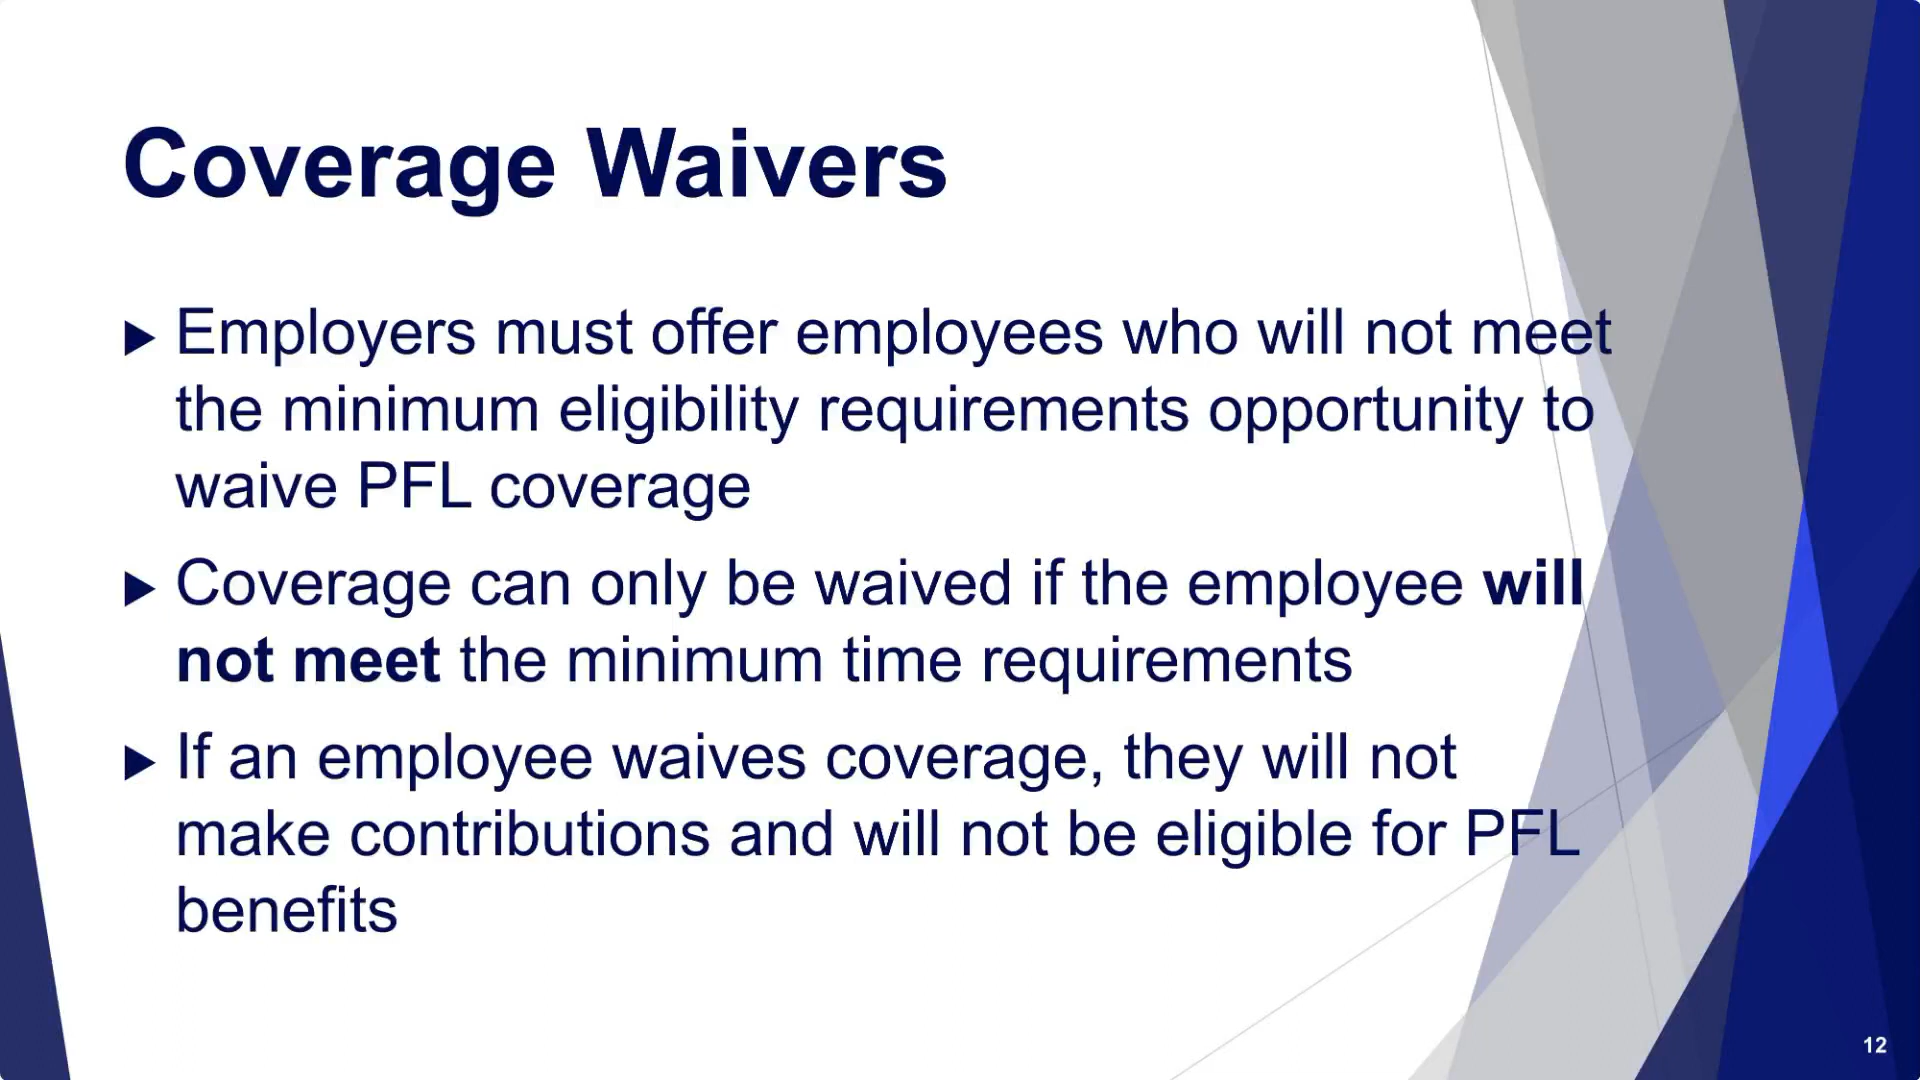 Coverage Waivers
Employers must offer employees who will not meet
the minimum eligibility requirements opportunity to
waive PFL coverage
Coverage can only be waived if the employee will
not meet the minimum time requirements
If an employee waives coverage, they will not
make contributions and will not be eligible for PFL
benefits
12